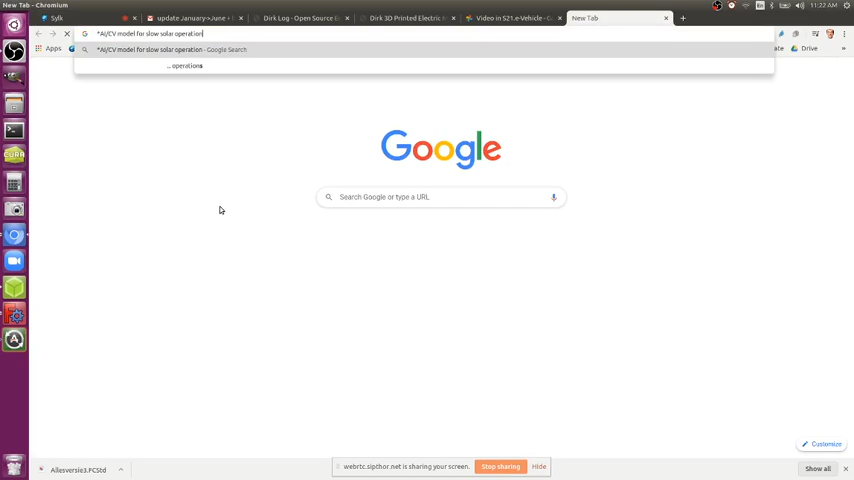 New Tab - Chromium
En
11:22 AM
Sylk
update January->June +
Dirk Log - Open Source E
Dirk 3D Printed Electric M
Video in S21.e-Vehicle - Go
New Tab
*AI/CV model for slow solar operation
Apps
Drive
*AI/CV model for slow solar operation - Google Search
... operations
Google
Search Google or type a URL
CURA
Customize
webrtc.sipthor.net is sharing your screen.
Stop sharing
Hide
Allesversie3.FCStd
Show all